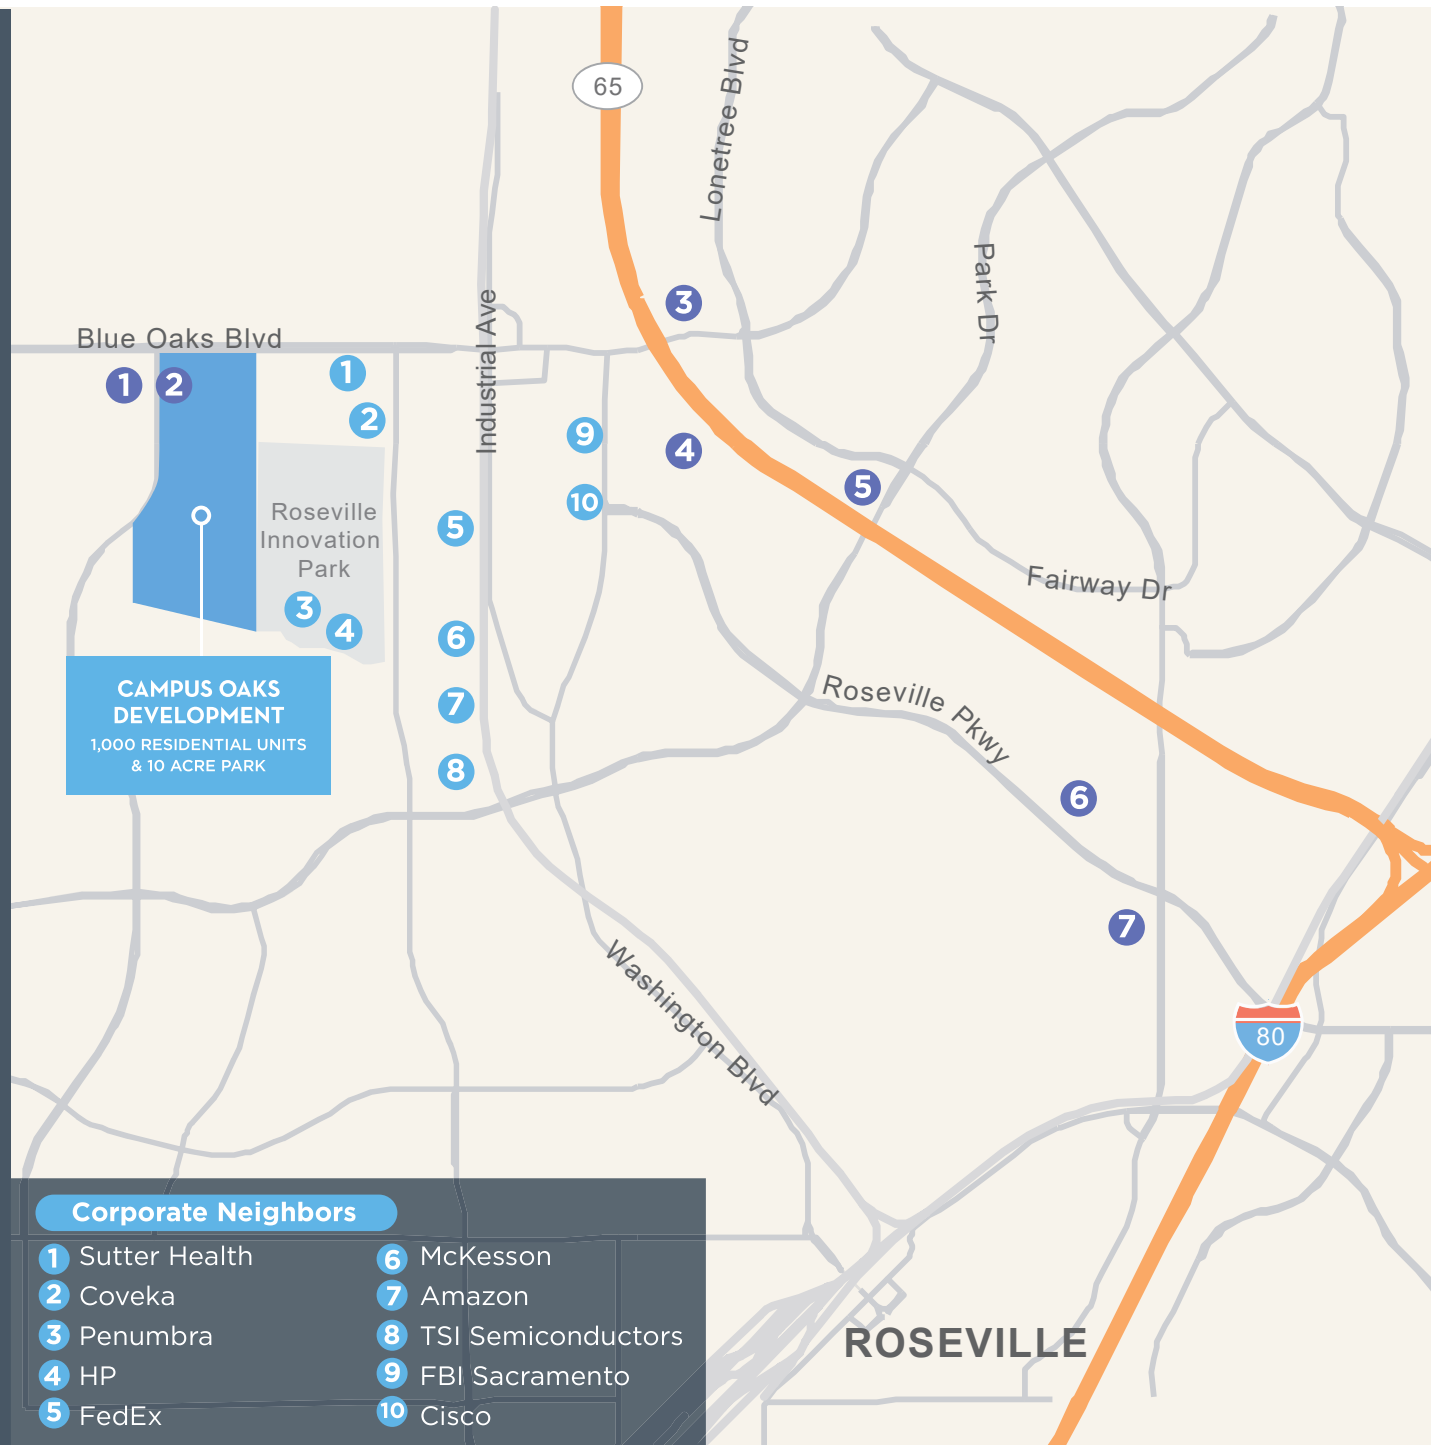 65
Lonetree Blvd
Park Dr
3
Blue Oaks Blvd
Industrial Ave
1
2
1
2
9
4
5
10
5
Roseville
Innovation
Park
Fairway Dr
3
4
6
7
8
CAMPUS OAKS
DEVELOPMENT
1,000 RESIDENTIAL UNITS
& 10 ACRE PARK
Roseville Pkwy
6
7
Washington Blvd
80
ROSEVILLE
Corporate Neighbors
1 Sutter Health
2 Coveka
3 Penumbra
4 HP
5 FedEx
6 McKesson
7 Amazon
8 TSI Semiconductors
9 FBI Sacramento
10 Cisco